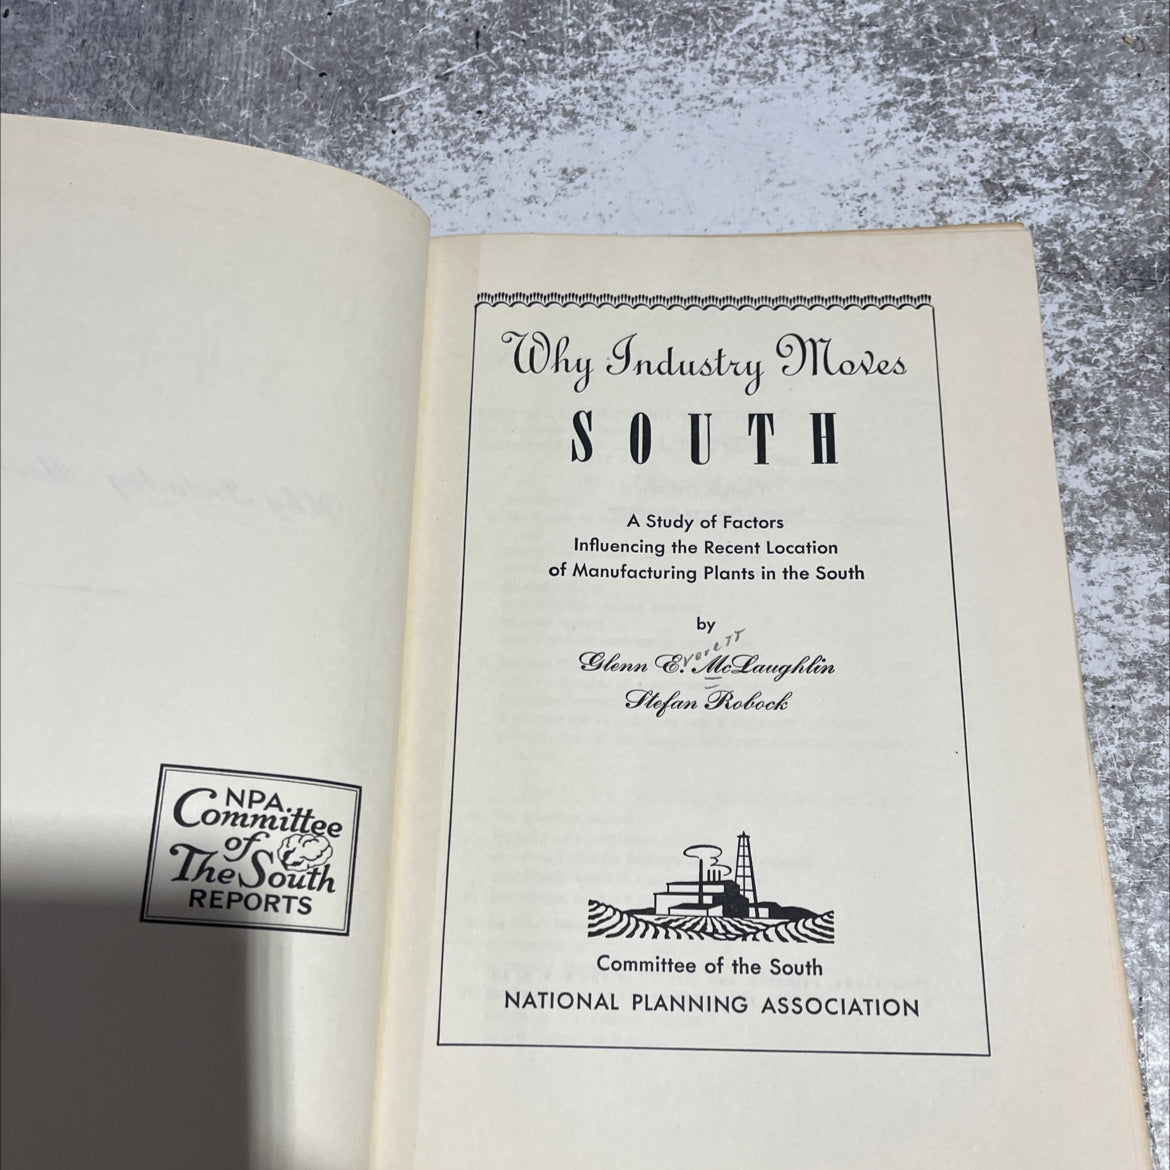 NPA
Committee
of
The South
REPORTS
Why Industry Moves
SOUTH
A Study of Factors
Influencing the Recent Location
of Manufacturing Plants in the South
by
verett
Glenn E. McLaughlin
Stefan Robock
Committee of the South
NATIONAL PLANNING ASSOCIATION